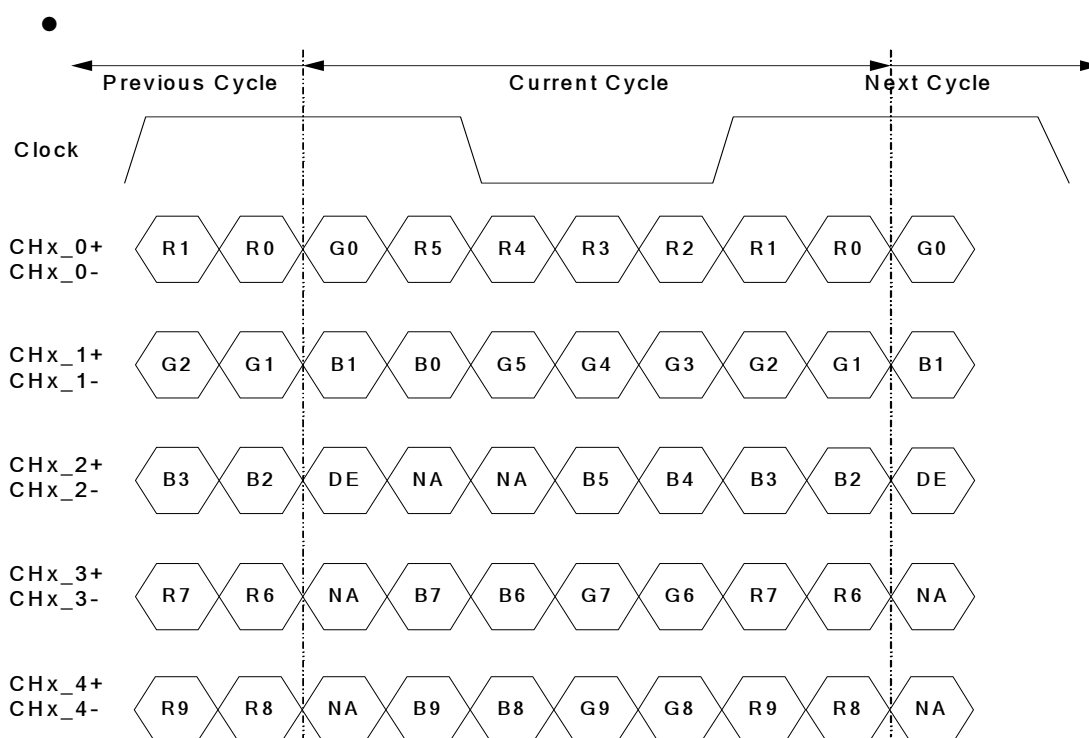 Previous Cycle Current Cycle Next Cycle
Clock
CHx_0+
CHx_0-
R1 R0 G0 R5 R4 R3 R2 R1 R0 G0
CHx_1+
CHx_1-
G2 G1 B1 B0 G5 G4 G3 G2 G1 B1
CHx_2+
CHx_2-
B3 B2 DE NA NA B5 B4 B3 B2 DE
CHx_3+
CHx_3-
R7 R6 NA B7 B6 G7 G6 R7 R6 NA
CHx_4+
CHx_4-
R9 R8 NA B9 B8 G9 G8 R9 R8 NA